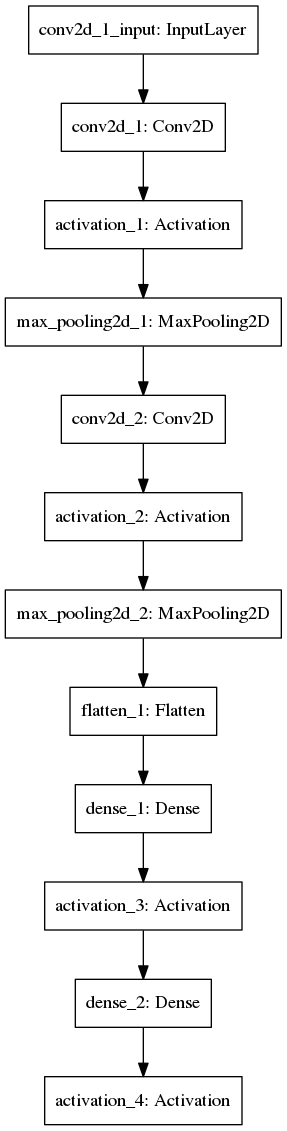 conv2d_1_input: InputLayer
conv2d_1: Conv2D
activation_1: Activation
max_pooling2d_1: MaxPooling2D
conv2d_2: Conv2D
activation_2: Activation
max_pooling2d_2: MaxPooling2D
flatten_1: Flatten
dense_1: Dense
activation_3: Activation
dense_2: Dense
activation_4: Activation